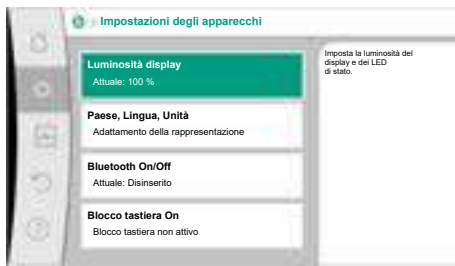 Impostazioni degli apparecchi
Luminosità display
Attuale: 100 %
Paese, Lingua, Unità
Adattamento della rappresentazione
Bluetooth On/Off
Attuale: Disinserito
Blocco tastiera On
Blocco tastiera non attivo
Imposta la luminosità del
display e dei LED
di stato.